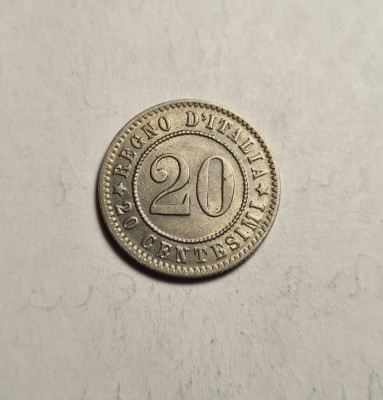 REGNO D'ITALIA
20
★ 20 CENTESIMI ★